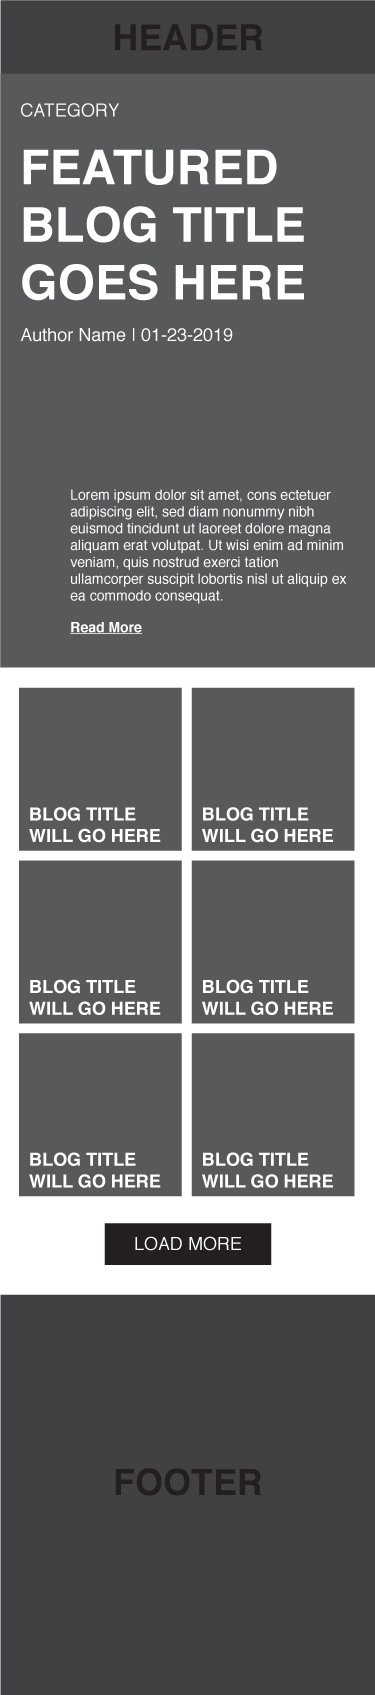 HEADER
CATEGORY
FEATURED
BLOG TITLE
GOES HERE
Author Name | 01-23-2019
Lorem ipsum dolor sit amet, cons ectetuer
adipiscing elit, sed diam nonummy nibh
euismod tincidunt ut laoreet dolore magna
aliquam erat volutpat. Ut wisi enim ad minim
veniam, quis nostrud exerci tation
ullamcorper suscipit lobortis nisl ut aliquip ex
ea commodo consequat.
Read More
BLOG TITLE
WILL GO HERE
BLOG TITLE
WILL GO HERE
BLOG TITLE
WILL GO HERE
BLOG TITLE
WILL GO HERE
BLOG TITLE
WILL GO HERE
BLOG TITLE
WILL GO HERE
LOAD MORE
FOOTER